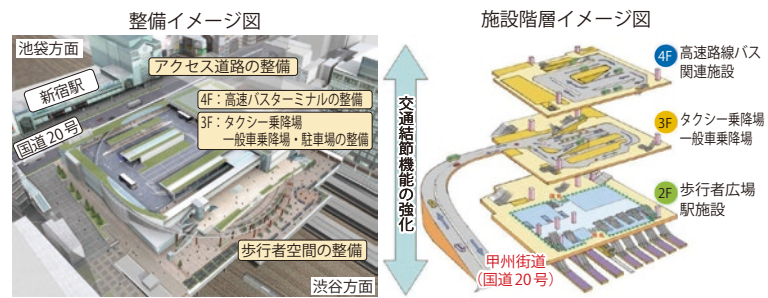 整備イメージ図
池袋方面
アクセス道路の整備
新宿駅
4F：高速バスターミナルの整備
国道20号
3F：タクシー乗降場
一般車乗降場・駐車場の整備
歩行者空間の整備
渋谷方面
交通結節機能の強化
施設階層イメージ図
4F 高速路線バス
関連施設
3F タクシー乗降場
一般車乗降場
2F 歩行者広場
駅施設
甲州街道
（国道20号）